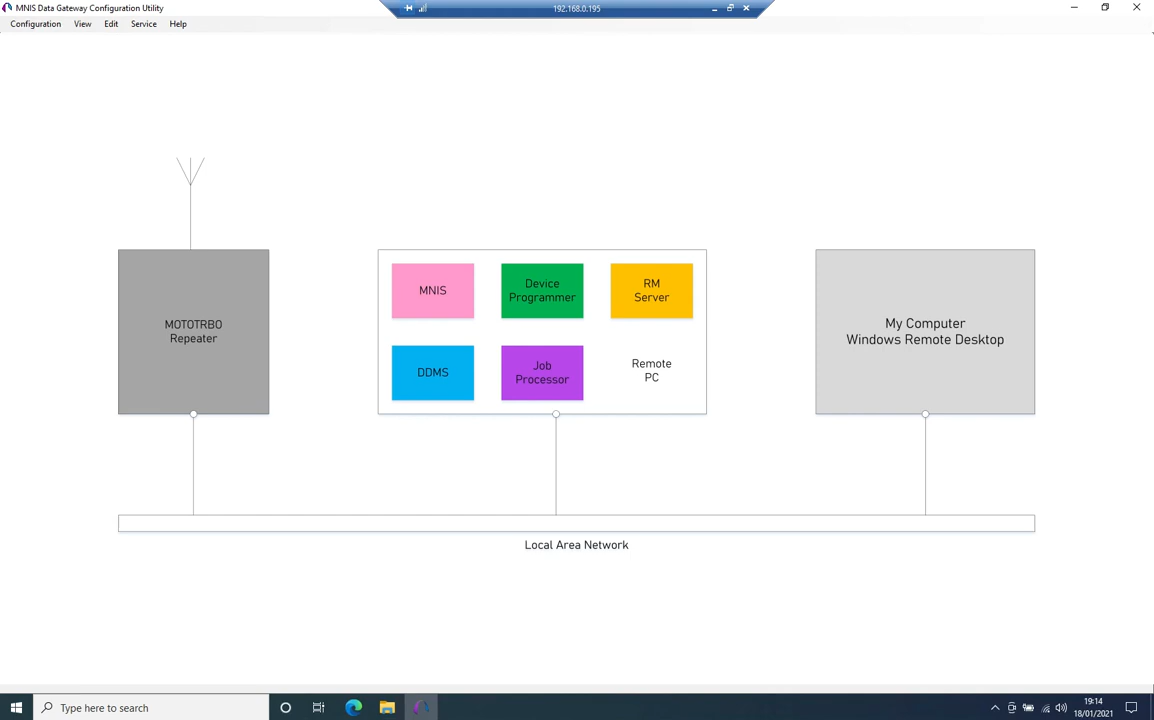 MNIS Data Gateway Configuration Utility
192.168.0.195
Configuration View Edit Service Help
MOTOTRBO
Repeater
MNIS
Device
Programmer
RM
Server
DDMS
Job
Processor
Remote
PC
My Computer
Windows Remote Desktop
Local Area Network
Type here to search
19:14
18/01/2021